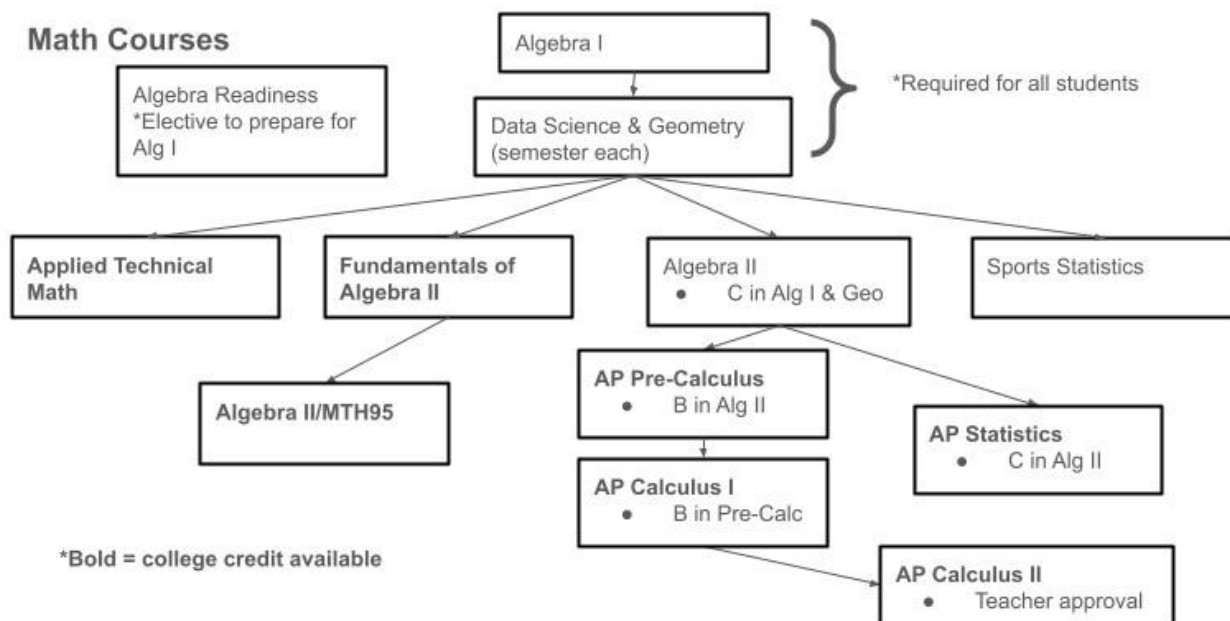 Math Courses
Algebra I
*Required for all students
Algebra Readiness
*Elective to prepare for
Alg I
Data Science & Geometry
(semester each)
Applied Technical
Math
Fundamentals of
Algebra II
Algebra II
● C in Alg I & Geo
Sports Statistics
Algebra II/MTH95
AP Pre-Calculus
● B in Alg II
AP Statistics
● C in Alg II
AP Calculus I
● B in Pre-Calc
*Bold = college credit available
AP Calculus II
● Teacher approval